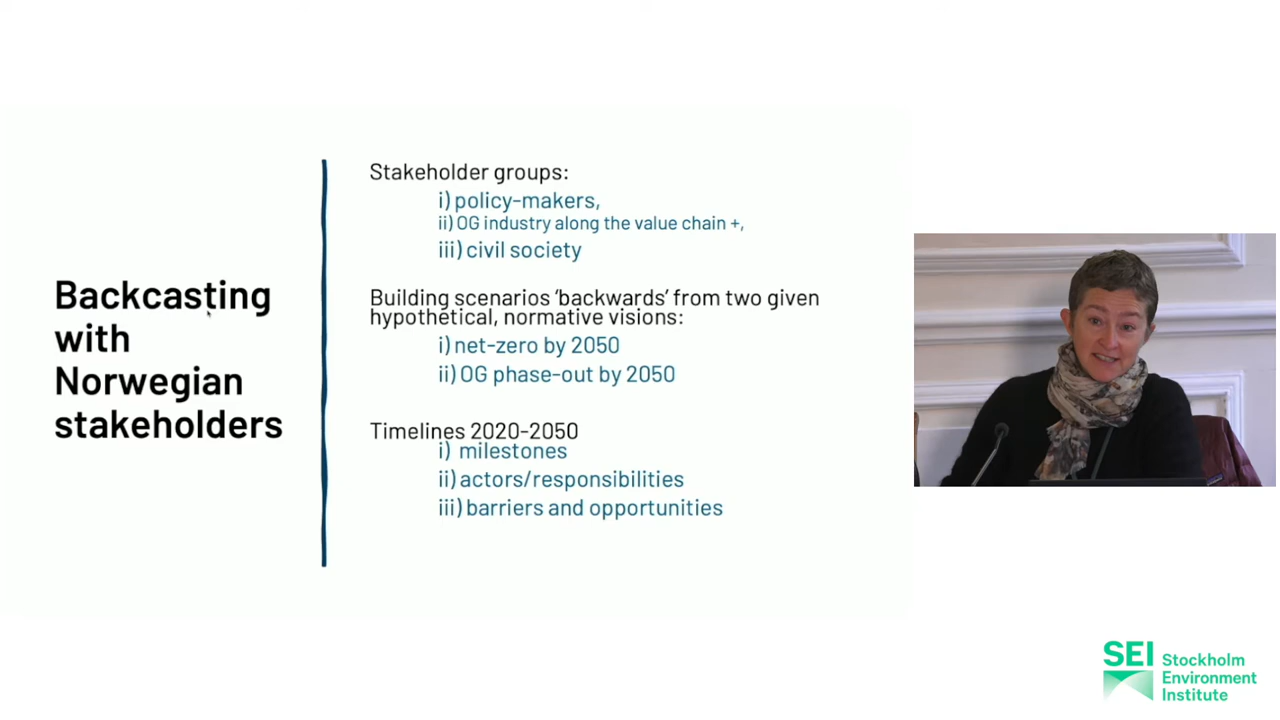 Backcasting
with
Norwegian
stakeholders
Stakeholder groups:
i) policy-makers,
ii) OG industry along the value chain +,
iii) civil society
Building scenarios ‘backwards’ from two given
hypothetical, normative visions:
i) net-zero by 2050
ii) OG phase-out by 2050
Timelines 2020-2050
i) milestones
ii) actors/responsibilities
iii) barriers and opportunities
SEI Stockholm
Environment
Institute